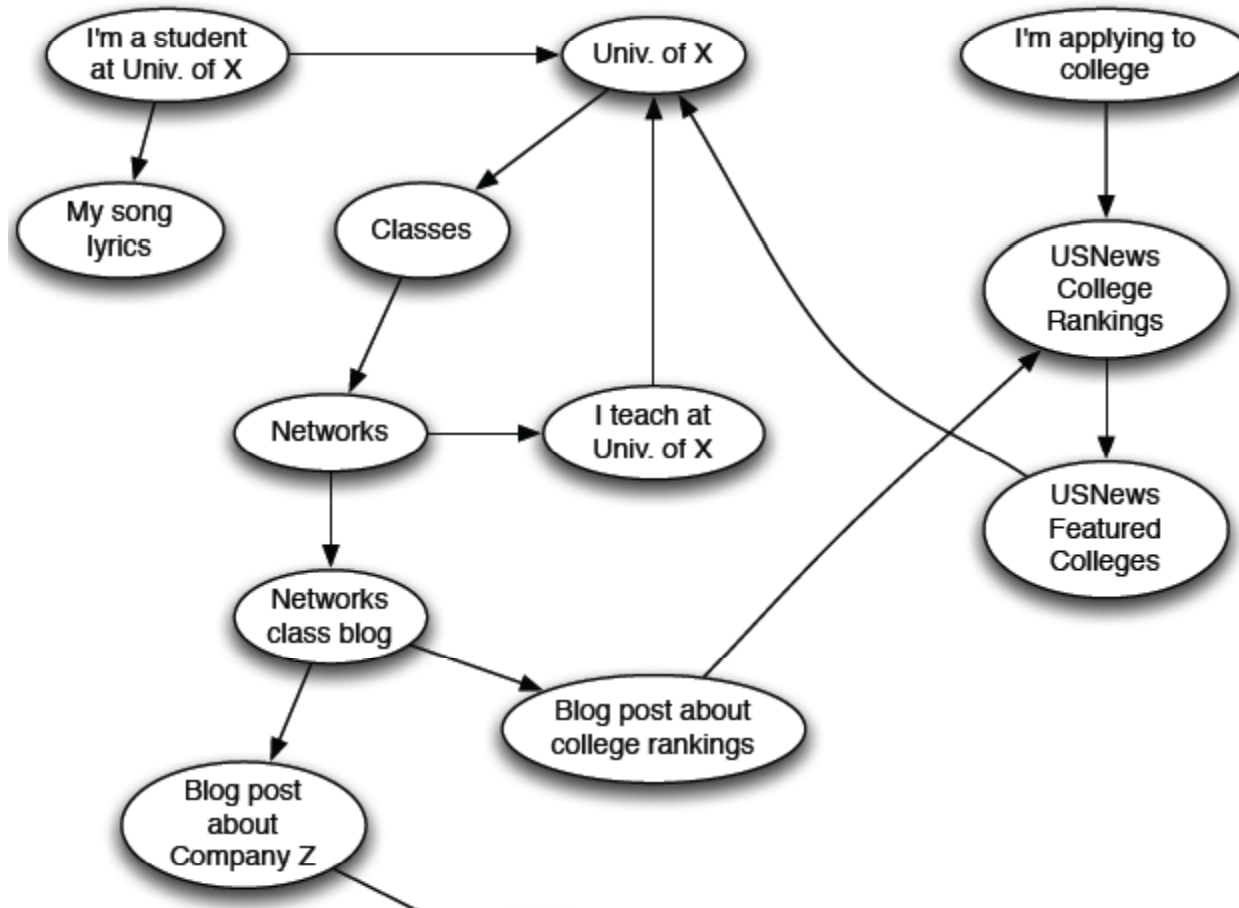 I'm a student
at Univ. of X
Univ. of X
I'm applying to
college
My song
lyrics
Classes
USNews
College
Rankings
Networks
I teach at
Univ. of X
USNews
Featured
Colleges
Networks
class blog
Blog post about
college rankings
Blog post
about
Company Z